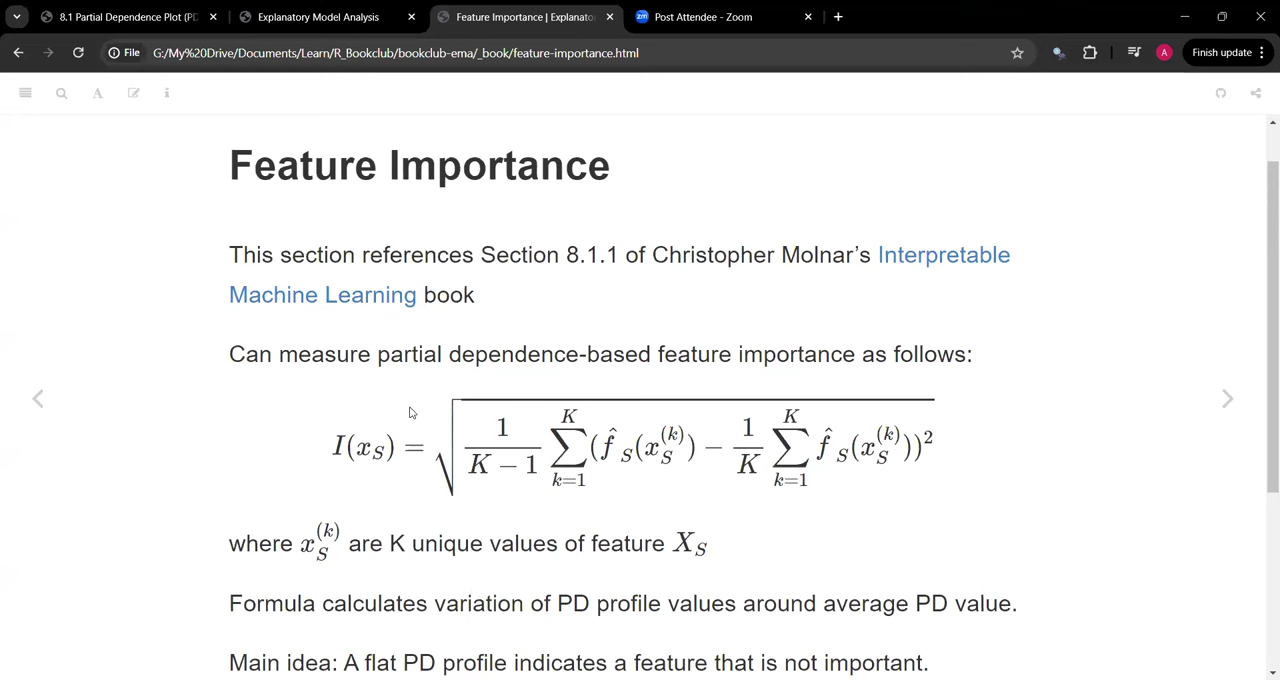 8.1 Partial Dependence Plot (PD
Explanatory Model Analysis
Feature Importance | Explanato
zm Post Attendee - Zoom
File G:/My%20Drive/Documents/Learn/R_Bookclub/bookclub-ema/_book/feature-importance.html
A
Finish update
A
Feature Importance
This section references Section 8.1.1 of Christopher Molnar’s Interpretable
Machine Learning book
Can measure partial dependence-based feature importance as follows:
$I(x_S) = \sqrt{\frac{1}{K-1}\sum_{k=1}^{K}(\hat{f}_S(x_S^{(k)}) - \frac{1}{K}\sum_{k=1}^{K}\hat{f}_S(x_S^{(k)}))^2}$
where $x_S^{(k)}$ are K unique values of feature $X_S$
Formula calculates variation of PD profile values around average PD value.
Main idea: A flat PD profile indicates a feature that is not important.